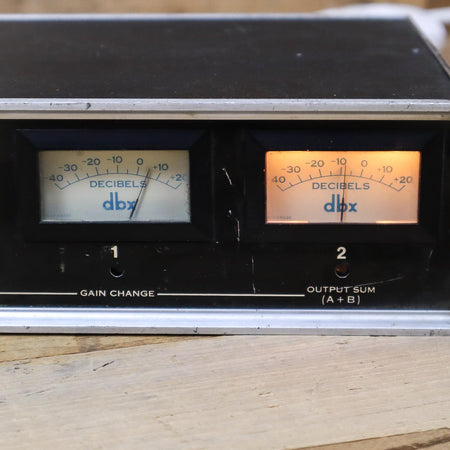 -40 -30 -20 -10 0 +10 +20
DECIBELS
dbx
-40 -30 -20 -10 0 +10 +20
DECIBELS
dbx
1
2
GAIN CHANGE
OUTPUT SUM
(A + B)